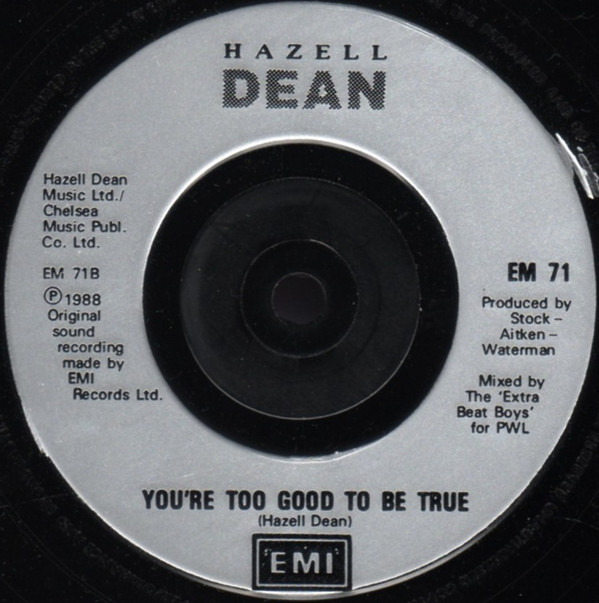 HAZELL
DEAN
Hazell Dean
Music Ltd./
Chelsea
Music Publ.
Co. Ltd.
EM 71B
Ⓟ1988
Original
sound
recording
made by
EMI
Records Ltd.
EM 71
Produced by
Stock –
Aitken –
Waterman
Mixed by
The 'Extra
Beat Boys'
for PWL
YOU'RE TOO GOOD TO BE TRUE
(Hazell Dean)
EMI